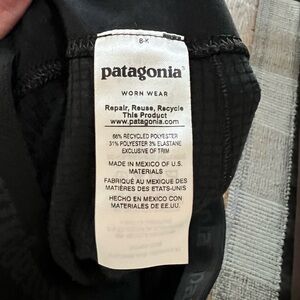 8-K
patagonia®
WORN WEAR
Repair, Reuse, Recycle
This Product
www.patagonia.com
66% RECYCLED POLYESTER
31% POLYESTER 3% ELASTANE
EXCLUSIVE OF TRIM
MADE IN MEXICO OF U.S.
MATERIALS
FABRIQUÉ AU MEXIQUE DES
MATIÈRES DES ETATS-UNIS
HECHO EN MEXICO CON
MATERIALES DE EE.UU.